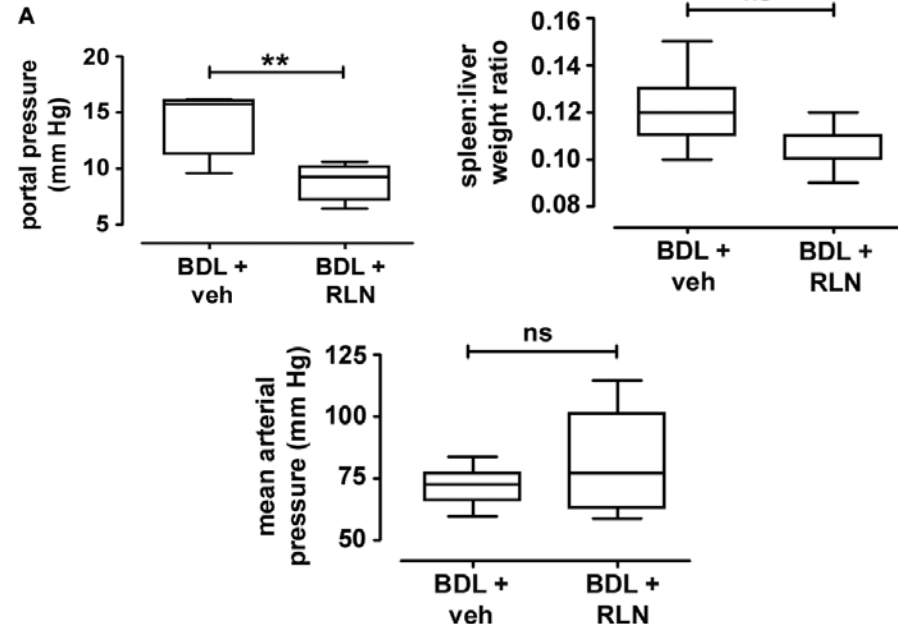 A
portal pressure
(mm Hg)
20
15
10
5
**
BDL +
veh
BDL +
RLN
spleen:liver
weight ratio
0.16
0.14
0.12
0.10
0.08
BDL +
veh
BDL +
RLN
mean arterial
pressure (mm Hg)
125
100
75
50
ns
BDL +
veh
BDL +
RLN